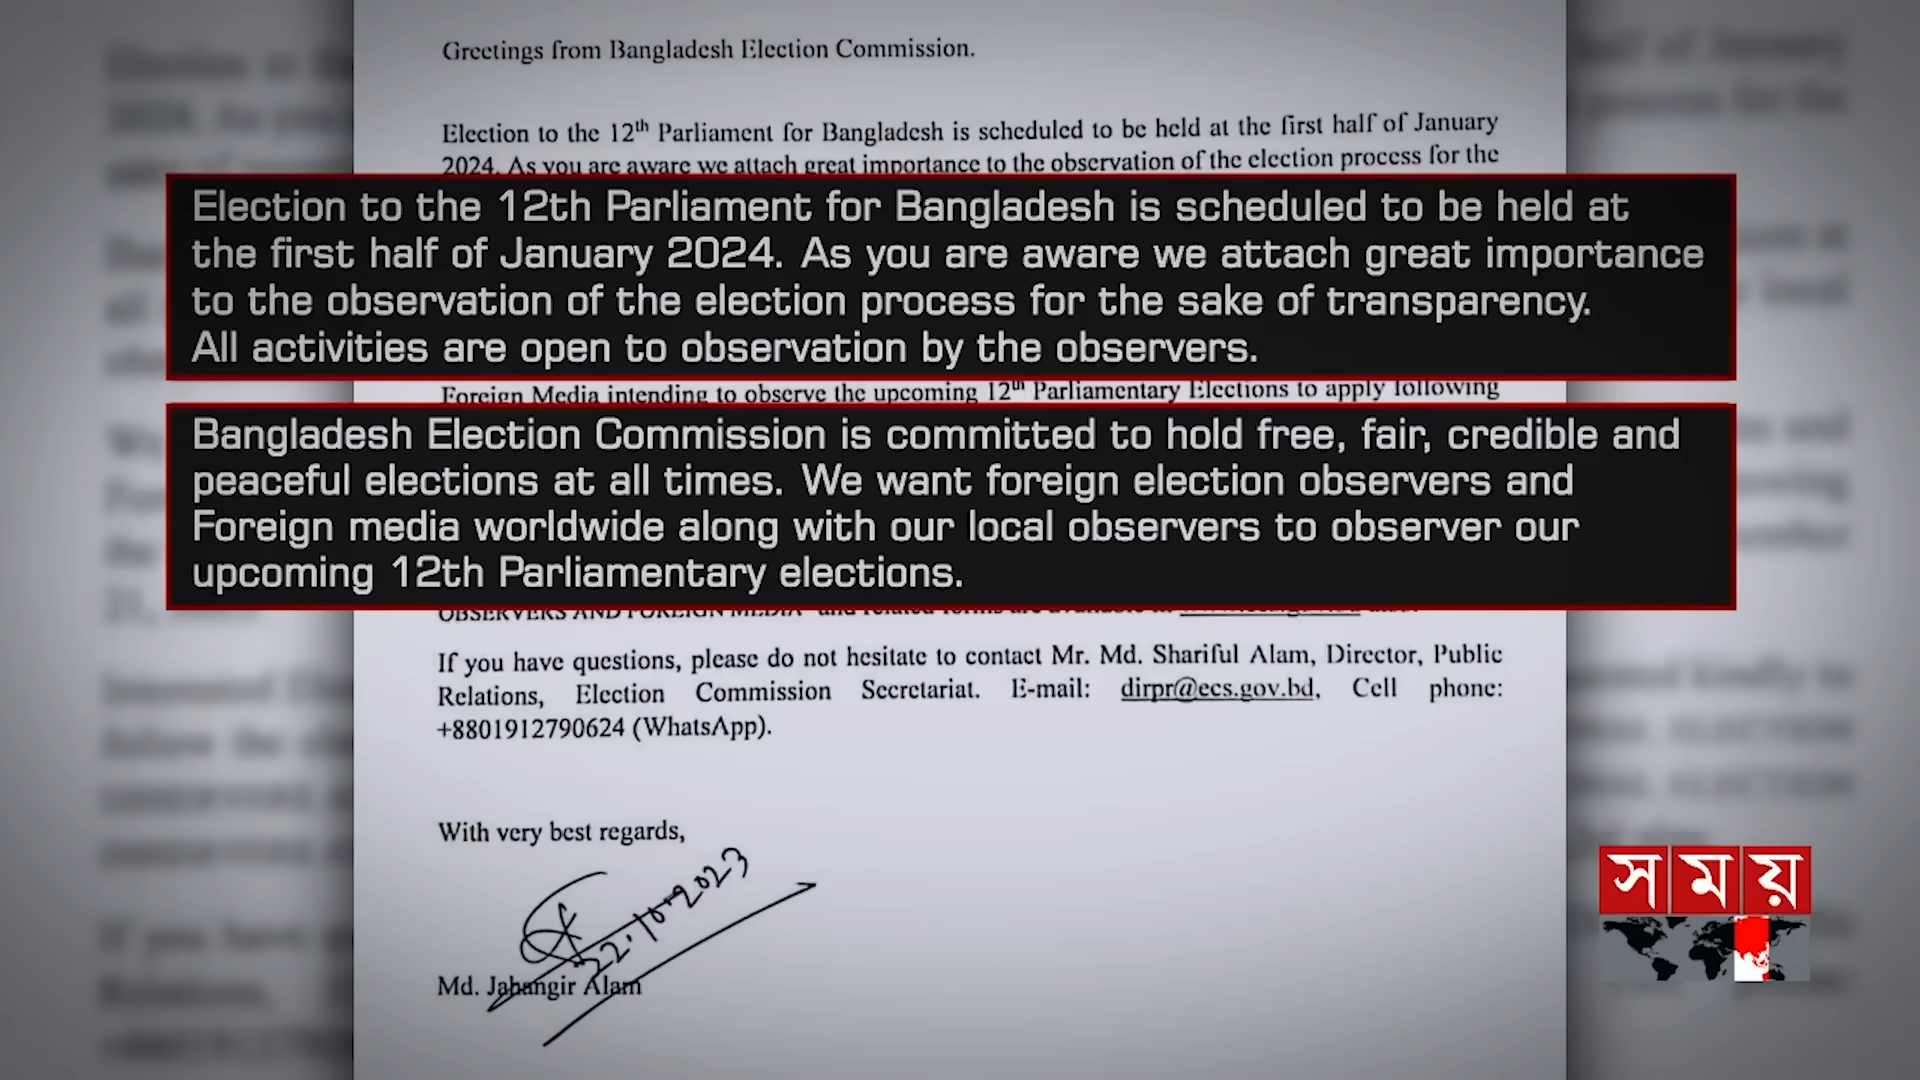 Greetings from Bangladesh Election Commission.
Election to the 12th Parliament for Bangladesh is scheduled to be held at the first half of January
2024. As you are aware we attach great importance to the observation of the election process for the
Election to the 12th Parliament for Bangladesh is scheduled to be held at
the first half of January 2024. As you are aware we attach great importance
to the observation of the election process for the sake of transparency.
All activities are open to observation by the observers.
Foreign Media intending to observe the upcoming 12th Parliamentary Elections to apply following
Bangladesh Election Commission is committed to hold free, fair, credible and
peaceful elections at all times. We want foreign election observers and
Foreign media worldwide along with our local observers to observer our
upcoming 12th Parliamentary elections.
OBSERVERS AND FOREIGN MEDIA and related forms are available
If you have questions, please do not hesitate to contact Mr. Md. Shariful Alam, Director, Public
Relations, Election Commission Secretariat. E-mail: dirpr@ecs.gov.bd, Cell phone:
+8801912790624 (WhatsApp).
With very best regards,
22.10.2023
Md. Jahangir Alam
সময়